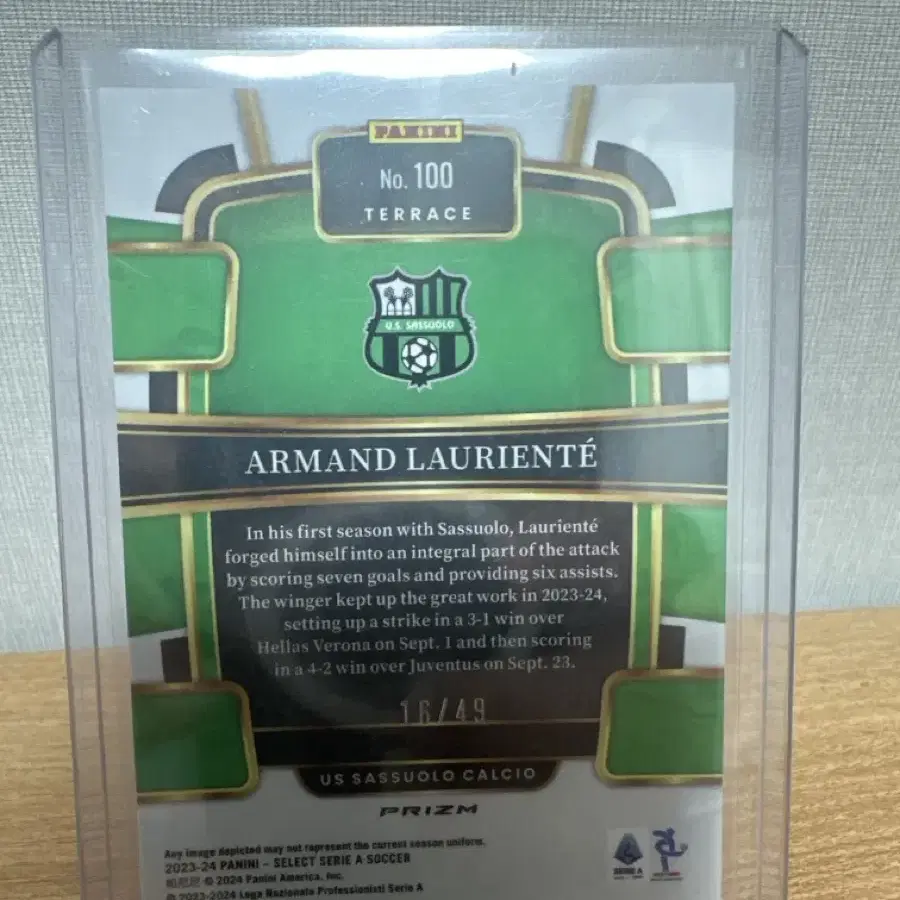 PANINI
No. 100
TERRACE
U.S. SASSUOLO
ARMAND LAURIENTÉ
In his first season with Sassuolo, Laurienté
forged himself into an integral part of the attack
by scoring seven goals and providing six assists.
The winger kept up the great work in 2023-24,
setting up a strike in a 3-1 win over
Hellas Verona on Sept. 1 and then scoring
in a 4-2 win over Juventus on Sept. 23.
16/49
US SASSUOLO CALCIO
PRIZM
Any image depicted may not represent the current season uniform.
2023-24 PANINI – SELECT SERIE A SOCCER
© 2024 Panini America, Inc.
© 2023-2024 Lega Nazionale Professionisti Serie A
SERIE A